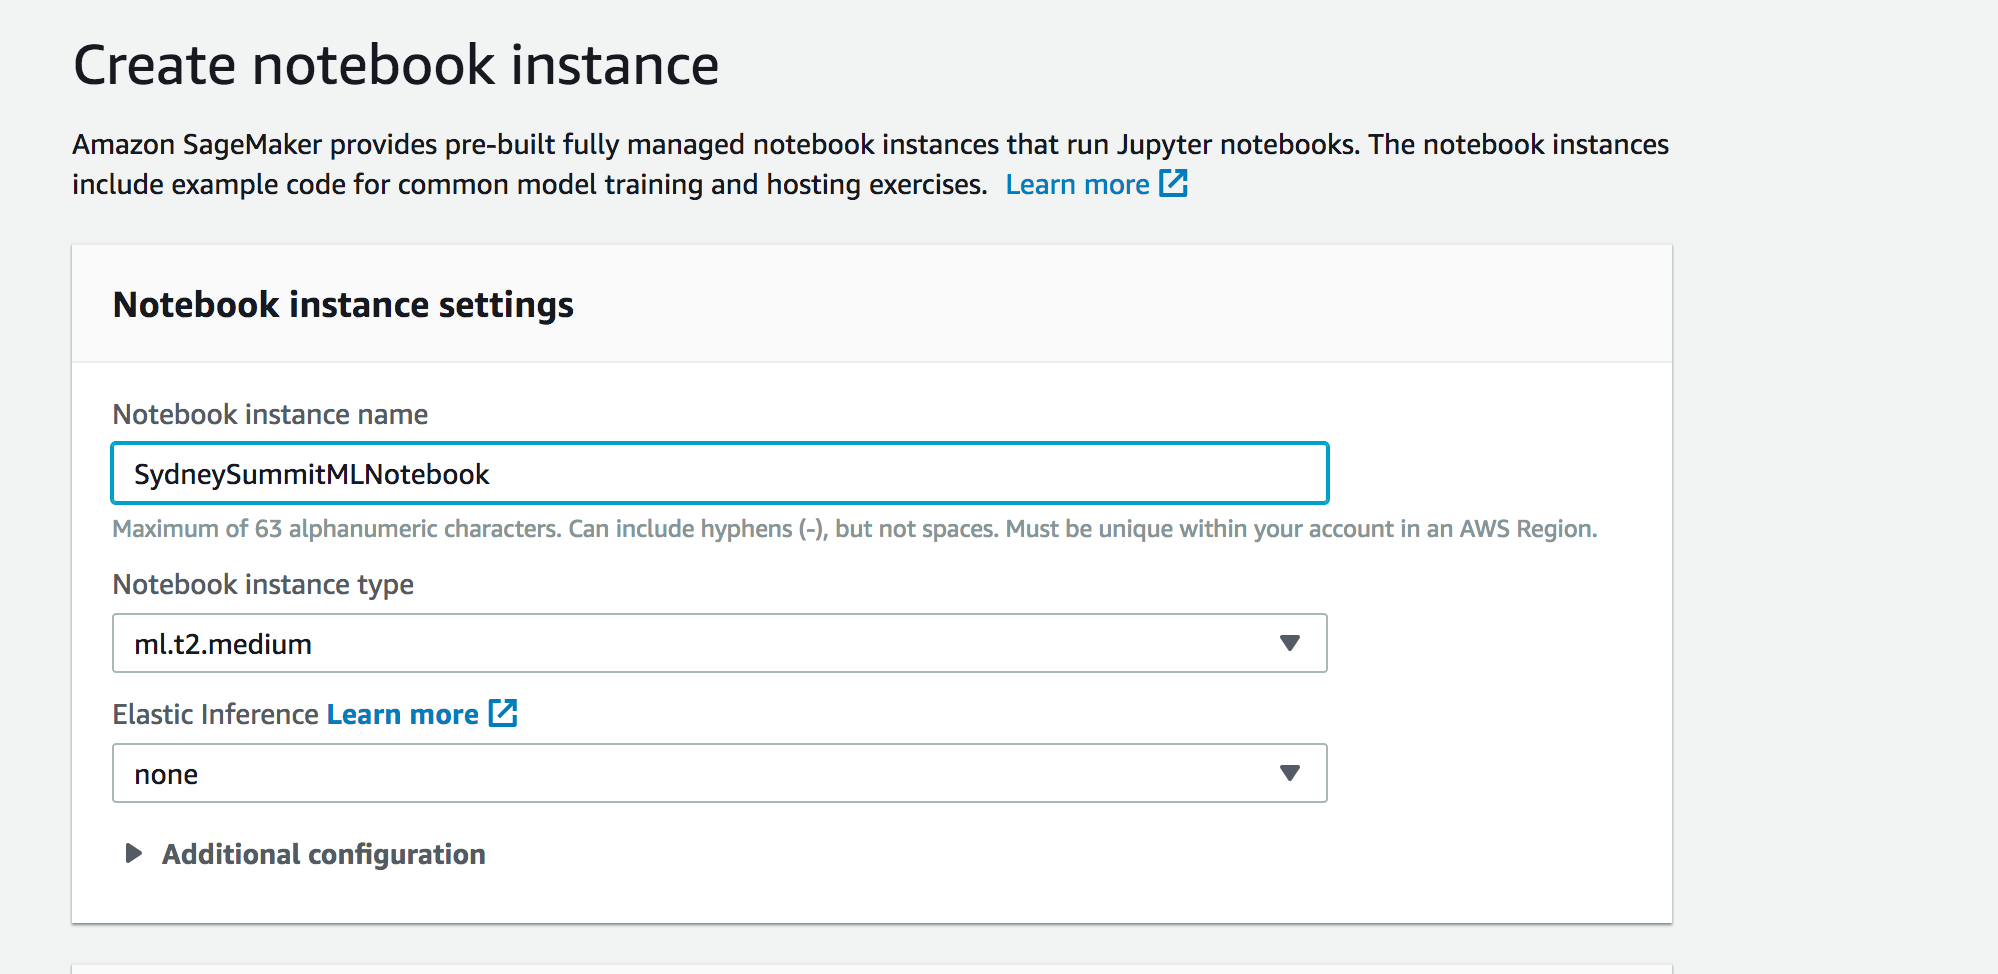 Create notebook instance
Amazon SageMaker provides pre-built fully managed notebook instances that run Jupyter notebooks. The notebook instances
include example code for common model training and hosting exercises. Learn more
Notebook instance settings
Notebook instance name
SydneySummitMLNotebook
Maximum of 63 alphanumeric characters. Can include hyphens (-), but not spaces. Must be unique within your account in an AWS Region.
Notebook instance type
ml.t2.medium
Elastic Inference Learn more
none
Additional configuration